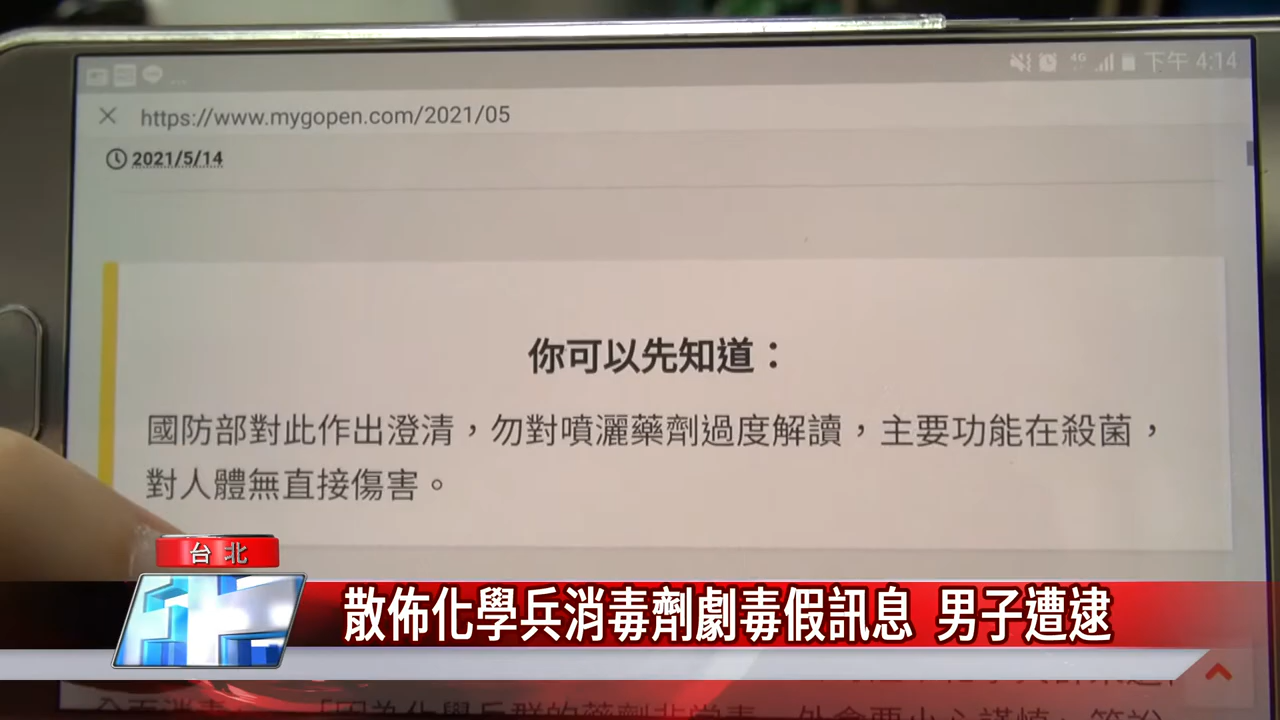 下午 4:14
https://www.mygopen.com/2021/05
2021/5/14
你可以先知道：
國防部對此作出澄清，勿對噴灑藥劑過度解讀，主要功能在殺菌，
對人體無直接傷害。
台北
散佈化學兵消毒劑劇毒假訊息 男子遭逮